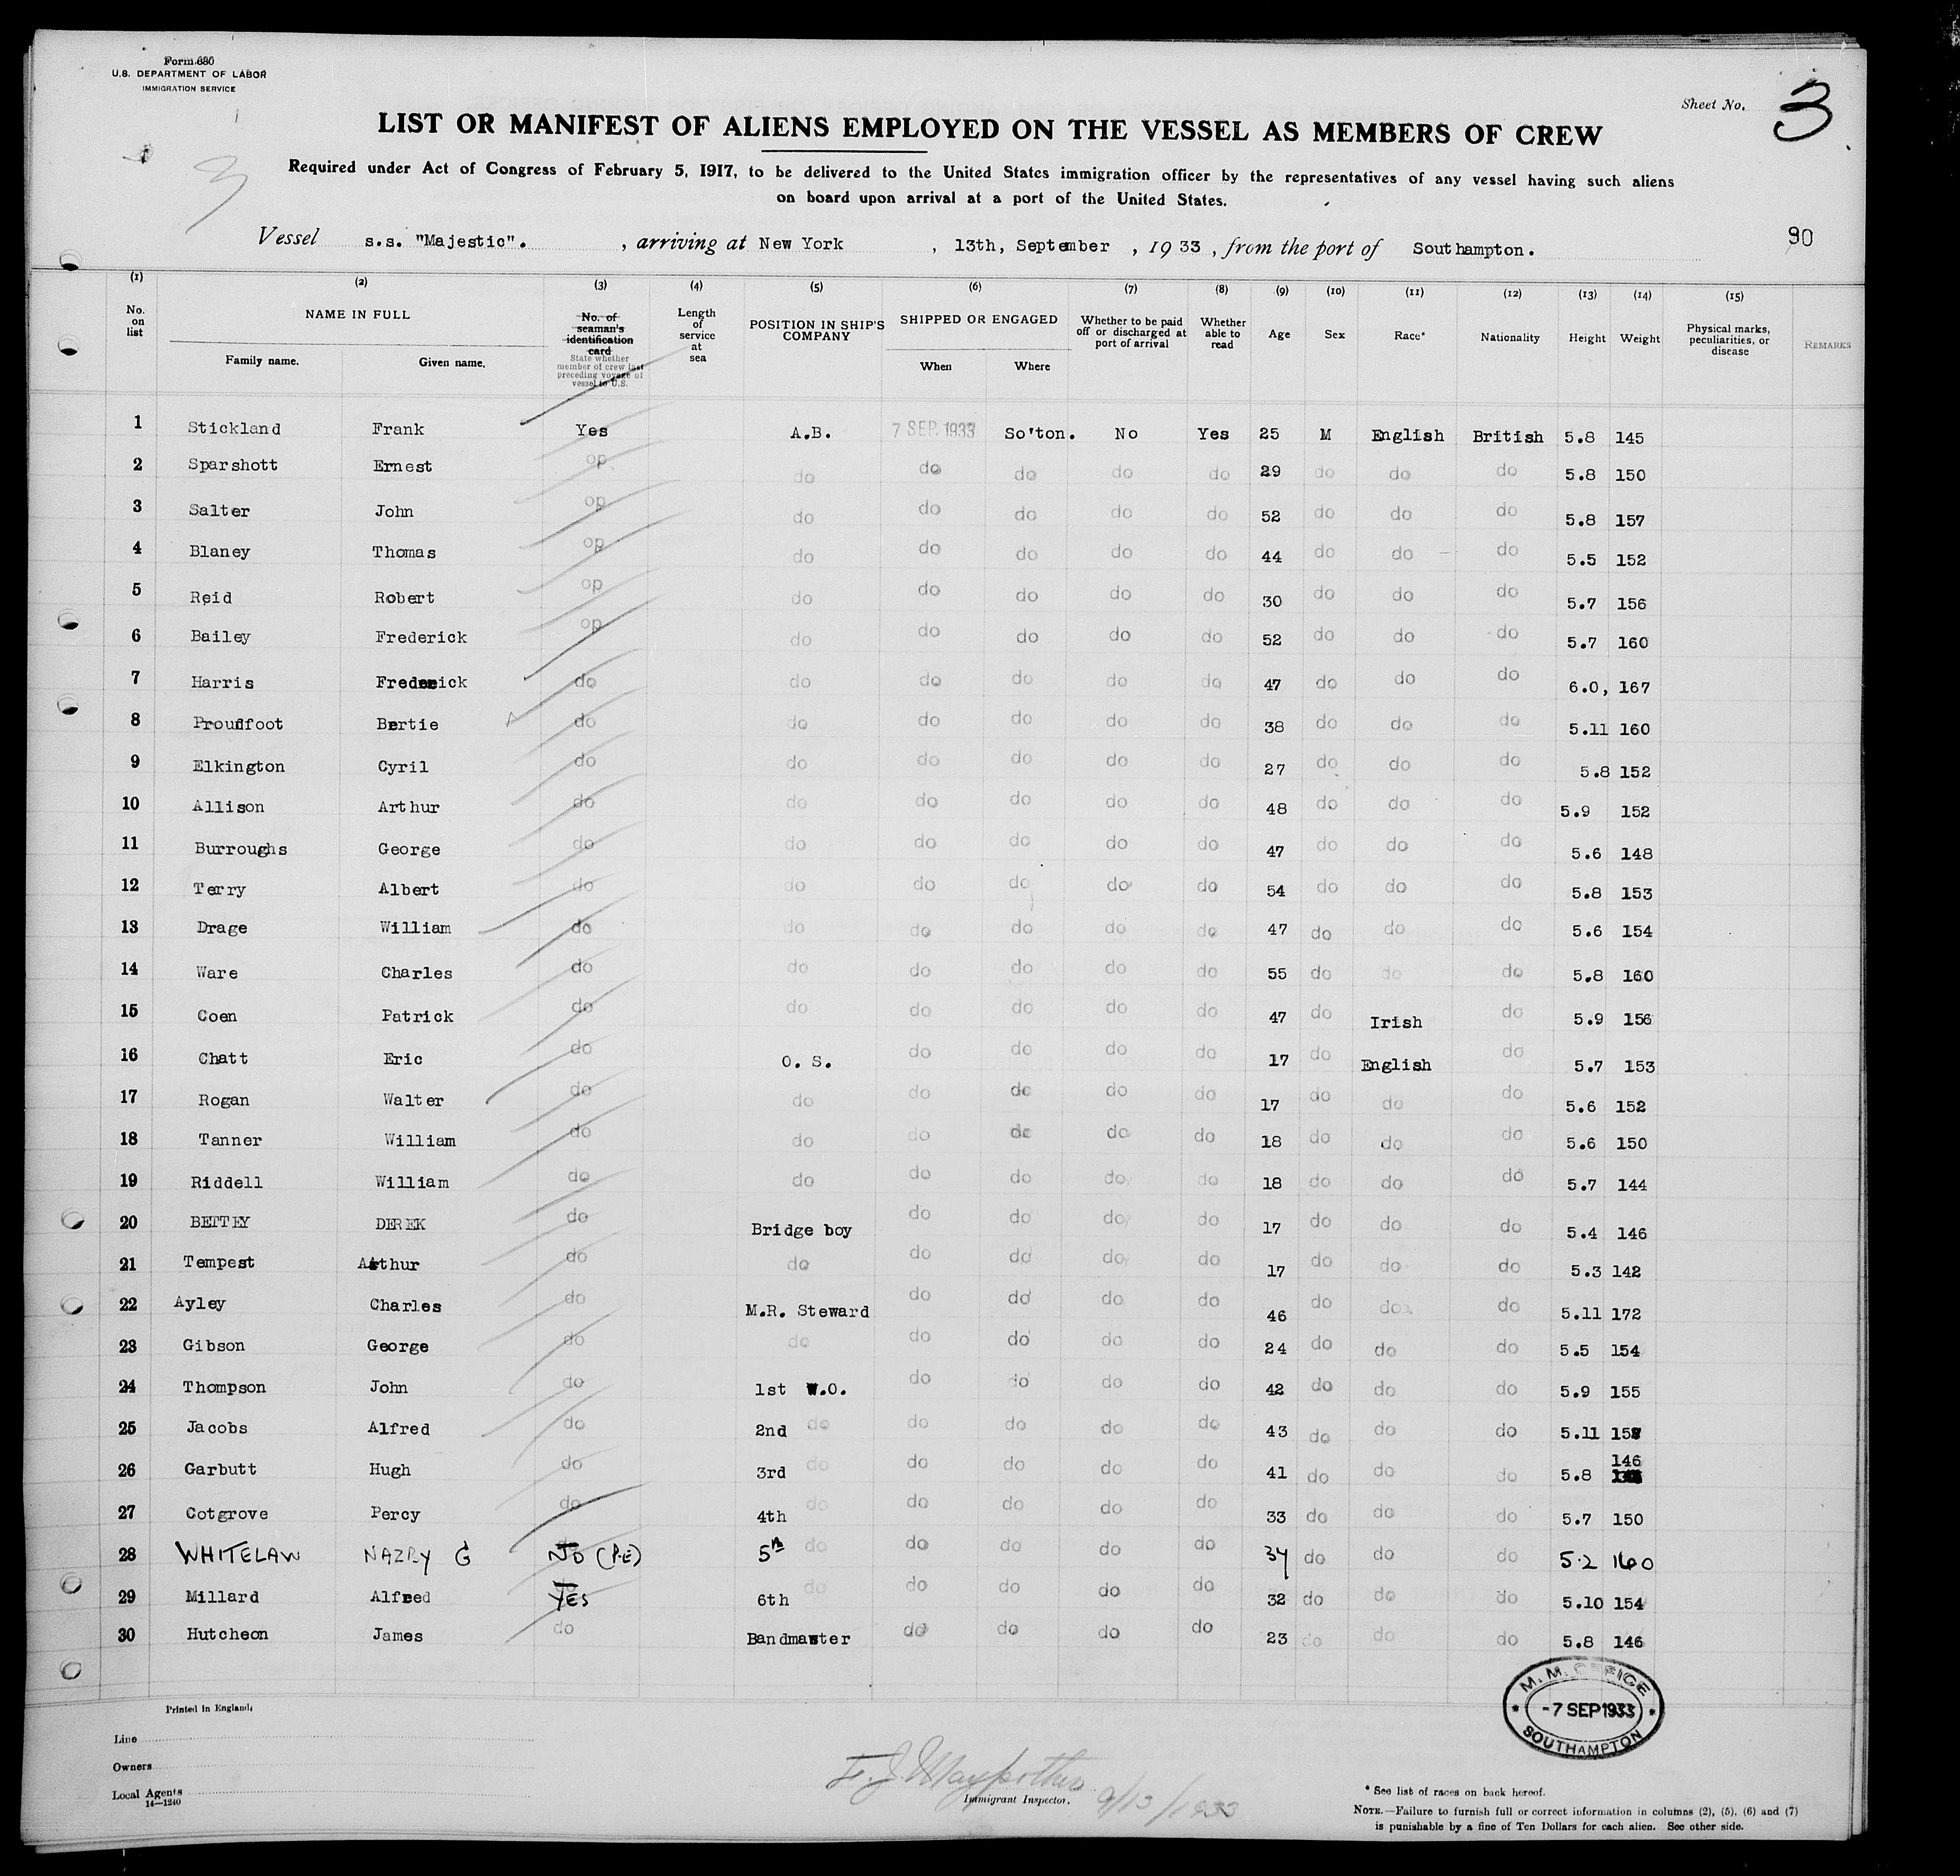 Form 680
U.S. DEPARTMENT OF LABOR
IMMIGRATION SERVICE
Sheet No. 3
3
LIST OR MANIFEST OF ALIENS EMPLOYED ON THE VESSEL AS MEMBERS OF CREW
Required under Act of Congress of February 5, 1917, to be delivered to the United States immigration officer by the representatives of any vessel having such aliens
on board upon arrival at a port of the United States.
Vessel s.s. "Majestic". , arriving at New York , 13th, September , 1933 , from the port of Southampton.
90
(1) (2) (3) (4) (5) (6) (7) (8) (9) (10) (11) (12) (13) (14) (15)
No. on list NAME IN FULL Family name. Given name. No. of seaman's identification card State whether member of crew last preceding voyage of vessel to U.S. Length of service at sea POSITION IN SHIP'S COMPANY SHIPPED OR ENGAGED When Where Whether to be paid off or discharged at port of arrival Whether able to read Age Sex Race* Nationality Height Weight Physical marks, peculiarities, or disease REMARKS
1 Stickland Frank Yes A.B. 7 SEP. 1933 So'ton. No Yes 25 M English British 5.8 145
2 Sparshott Ernest op do do do do do 29 do do do 5.8 150
3 Salter John op do do do do do 52 do do do 5.8 157
4 Blaney Thomas op do do do do do 44 do do do 5.5 152
5 Reid Robert op do do do do do 30 do do do 5.7 156
6 Bailey Frederick op do do do do do 52 do do do 5.7 160
7 Harris Frederick do do do do do do 47 do do do 6.0, 167
8 Proudfoot Bertie do do do do do do 38 do do do 5.11 160
9 Elkington Cyril do do do do do do 27 do do do 5.8 152
10 Allison Arthur do do do do do do 48 do do do 5.9 152
11 Burroughs George do do do do do do 47 do do do 5.6 148
12 Terry Albert do do do do do do 54 do do do 5.8 153
13 Drage William do do do do do do 47 do do do 5.6 154
14 Ware Charles do do do do do do 55 do do do 5.8 160
15 Coen Patrick do do do do do do 47 do Irish do 5.9 156
16 Chatt Eric do O. S. do do do do 17 do English do 5.7 153
17 Rogan Walter do do do do do do 17 do do do 5.6 152
18 Tanner William do do do do do do 18 do do do 5.6 150
19 Riddell William do do do do do do 18 do do do 5.7 144
20 BETTEY DEREK do Bridge boy do do do do 17 do do do 5.4 146
21 Tempest Arthur do do do do do do 17 do do do 5.3 142
22 Ayley Charles do M.R. Steward do do do do 46 do do do 5.11 172
23 Gibson George do do do do do do 24 do do do 5.5 154
24 Thompson John do 1st W.O. do do do do 42 do do do 5.9 155
25 Jacobs Alfred do 2nd do do do do do 43 do do do 5.11
26 Garbutt Hugh do 3rd do do do do do 41 do do do 5.8 146
27 Cotgrove Percy do 4th do do do do do 33 do do do 5.7 150
28 WHITELAW NAZBY G NO (P.E) 5th do do do do do 34 do do do 5.2 160
29 Millard Alfred YES 6th do do do do do 32 do do do 5.10 154
30 Hutcheon James do Bandmaster do do do do 23 do do do 5.8 146
M. M. OFFICE
-7 SEP 1933
SOUTHAMPTON
Printed in England.
Line
Owners
Local Agents
14—1240
Immigrant Inspector. 9/13/1933
* See list of races on back hereof.
NOTE.—Failure to furnish full or correct information in columns (2), (5), (6) and (7)
is punishable by a fine of Ten Dollars for each alien. See other side.